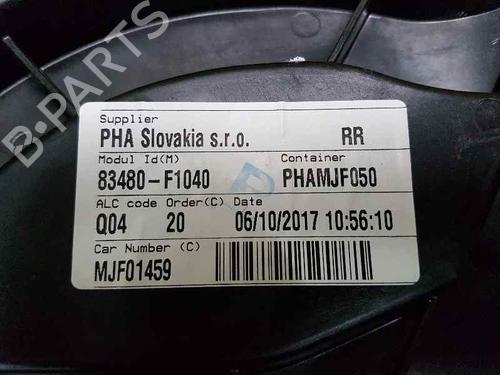 B-PARTS
Supplier
PHA Slovakia s.r.o. RR
Modul Id(M) Container
83480-F1040 PHAMJF050
ALC code Order(C) Date
Q04 20 06/10/2017 10:56:10
Car Number (C)
MJF01459